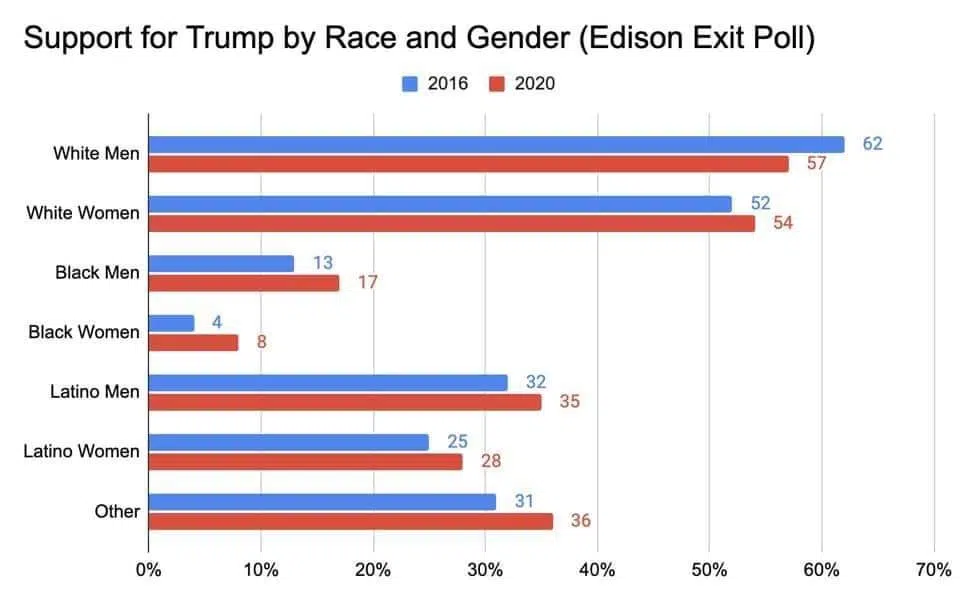 Support for Trump by Race and Gender (Edison Exit Poll)
2016 2020
White Men 62
57
White Women 52
54
Black Men 13
17
Black Women 4
8
Latino Men 32
35
Latino Women 25
28
Other 31
36
0% 10% 20% 30% 40% 50% 60% 70%